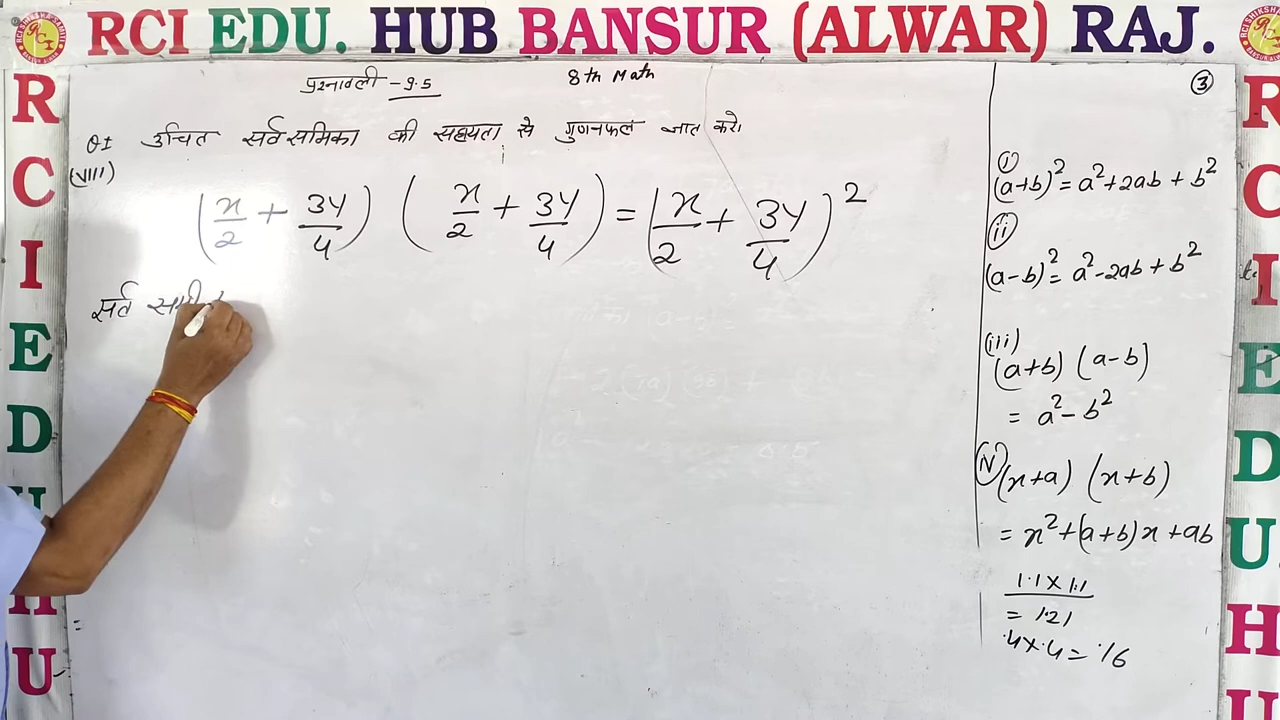 RCI EDU. HUB BANSUR (ALWAR) RAJ.
R
C
I
E
D
U
H
U
प्रश्नावली - 9.5
8th Math
③
Q1 उचित सर्वसमिका की सहायता से गुणनफल ज्ञात करे।
(VIII)
(x/2 + 3y/4) (x/2 + 3y/4) = (x/2 + 3y/4)²
सर्व समी
=
(i)
(a+b)² = a²+2ab+b²
(ii)
(a-b)² = a²-2ab+b²
(iii)
(a+b) (a-b)
= a²-b²
(iv) (x+a) (x+b)
= x²+(a+b)x+ab
1.1×1.1
= 1.21
.4×.4=.16
R
C
I
E
D
U.
H
U